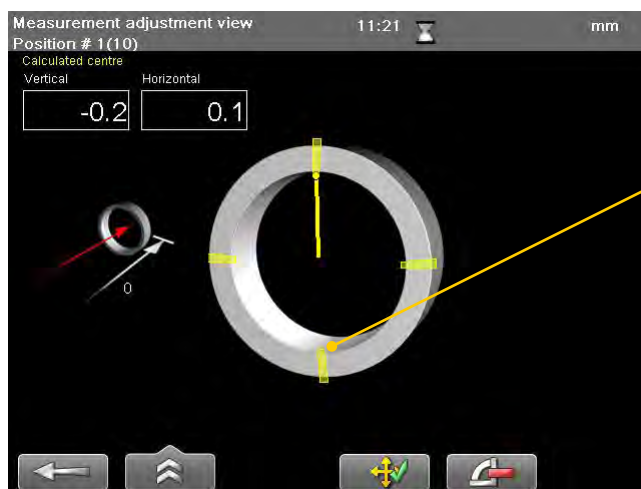 Measurement adjustment view 11:21 mm
Position # 1(10)
Calculated centre
Vertical Horizontal
-0.2 0.1
0